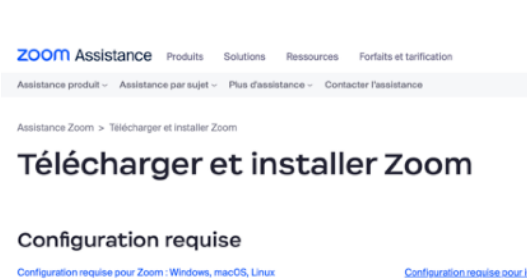 zoom Assistance Produits Solutions Ressources Forfaits et tarification
Assistance produit Assistance par sujet Plus d'assistance Contacter l'assistance
Assistance Zoom > Télécharger et installer Zoom
Télécharger et installer Zoom
Configuration requise
Configuration requise pour Zoom : Windows, macOS, Linux Configuration requise pour